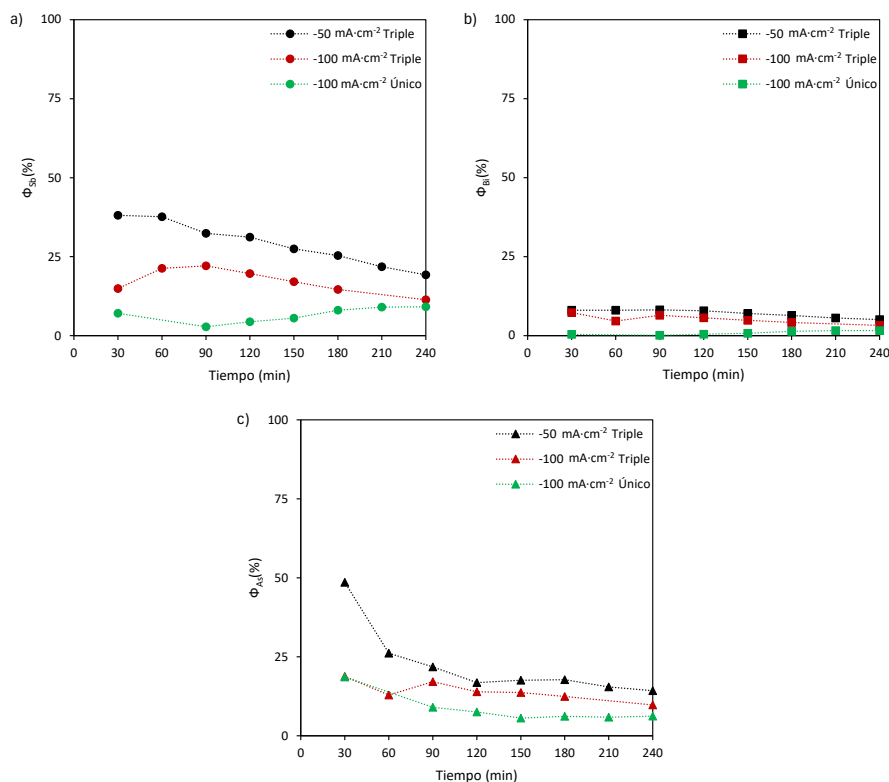 a)
100
75
50
25
0
ΦSb(%)
-50 mA·cm⁻² Triple
-100 mA·cm⁻² Triple
-100 mA·cm⁻² Único
0 30 60 90 120 150 180 210 240
Tiempo (min)
b)
100
75
50
25
0
ΦBi(%)
-50 mA·cm⁻² Triple
-100 mA·cm⁻² Triple
-100 mA·cm⁻² Único
0 30 60 90 120 150 180 210 240
Tiempo (min)
c)
100
75
50
25
0
ΦAs(%)
-50 mA·cm⁻² Triple
-100 mA·cm⁻² Triple
-100 mA·cm⁻² Único
0 30 60 90 120 150 180 210 240
Tiempo (min)